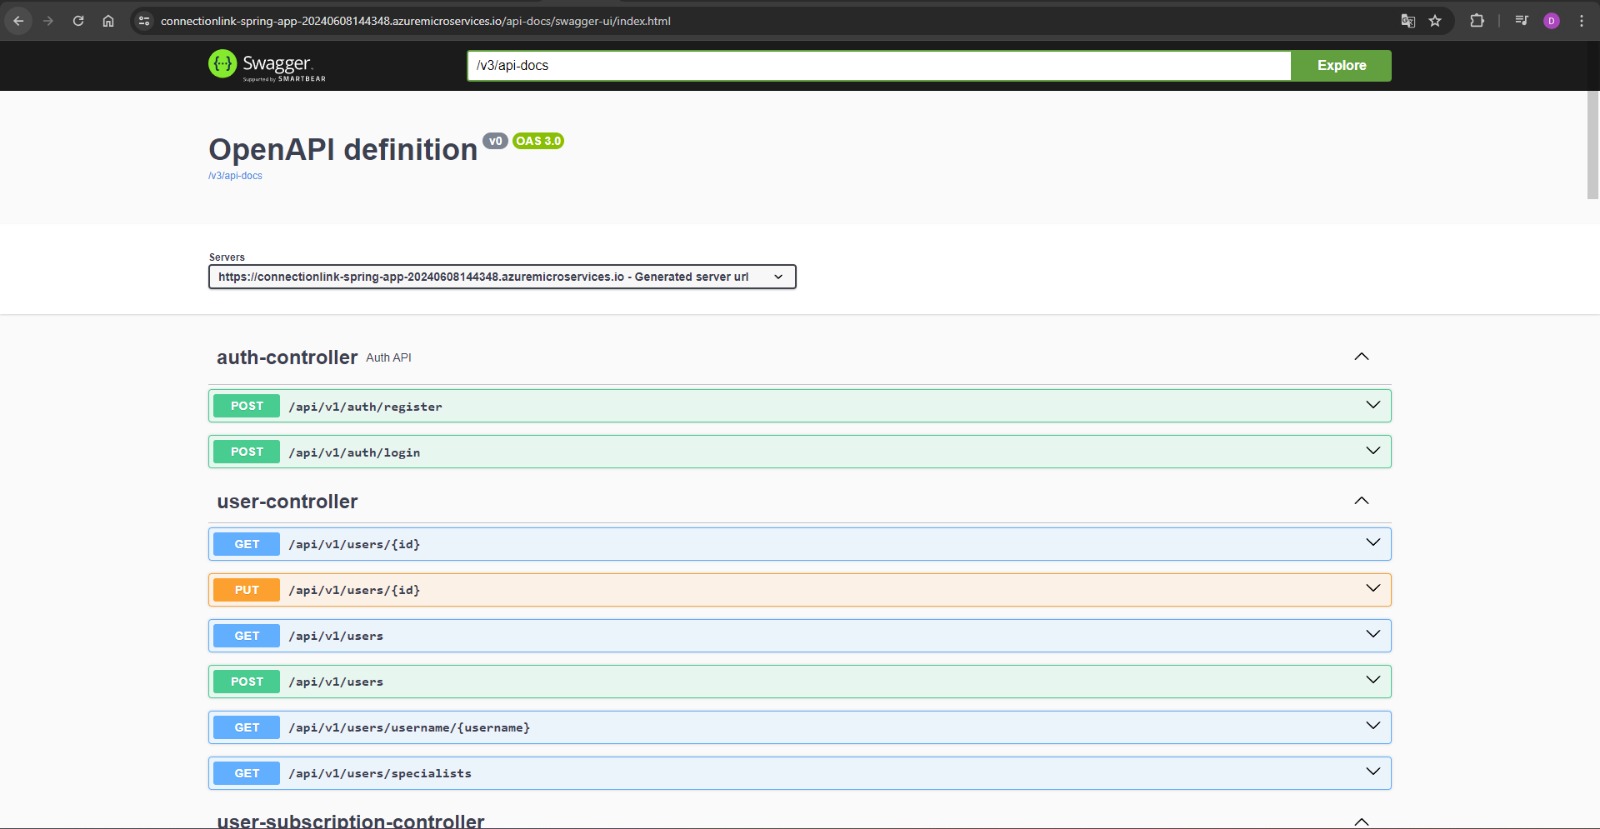 connectionlink-spring-app-20240608144348.azuremicroservices.io/api-docs/swagger-ui/index.html
D
Swagger.
Supported by SMARTBEAR
/v3/api-docs
Explore
OpenAPI definition v0 OAS 3.0
/v3/api-docs
Servers
https://connectionlink-spring-app-20240608144348.azuremicroservices.io - Generated server url
auth-controller Auth API
POST /api/v1/auth/register
POST /api/v1/auth/login
user-controller
GET /api/v1/users/{id}
PUT /api/v1/users/{id}
GET /api/v1/users
POST /api/v1/users
GET /api/v1/users/username/{username}
GET /api/v1/users/specialists
user-subscription-controller